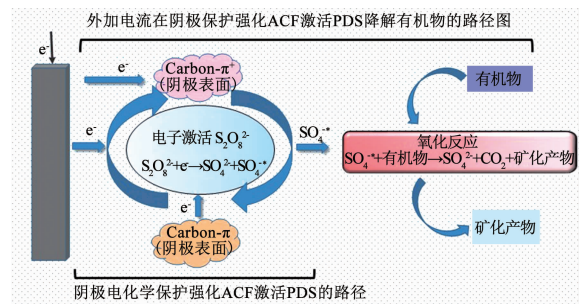 外加电流在阴极保护强化ACF激活PDS降解有机物的路径图
e-
e-
Carbon-π+
(阴极表面)
有机物
e-
电子激活 S₂O₈²⁻
S₂O₈²⁻+e-→SO₄²⁻+SO₄⁻•
SO₄⁻•
氧化反应
SO₄⁻•+有机物→SO₄²⁻+CO₂+矿化产物
e-
Carbon-π
(阴极表面)
矿化产物
阴极电化学保护强化ACF激活PDS的路径